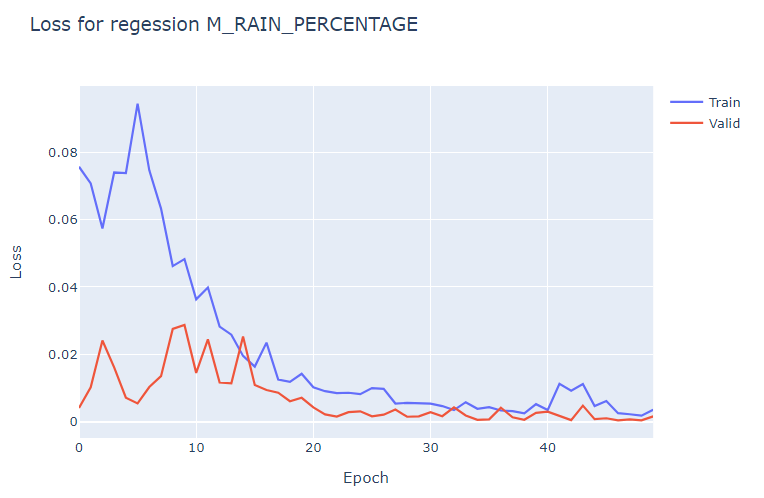 Loss for regession M_RAIN_PERCENTAGE
Train
Valid
0.08
0.06
0.04
0.02
0
Loss
0
10
20
30
40
Epoch